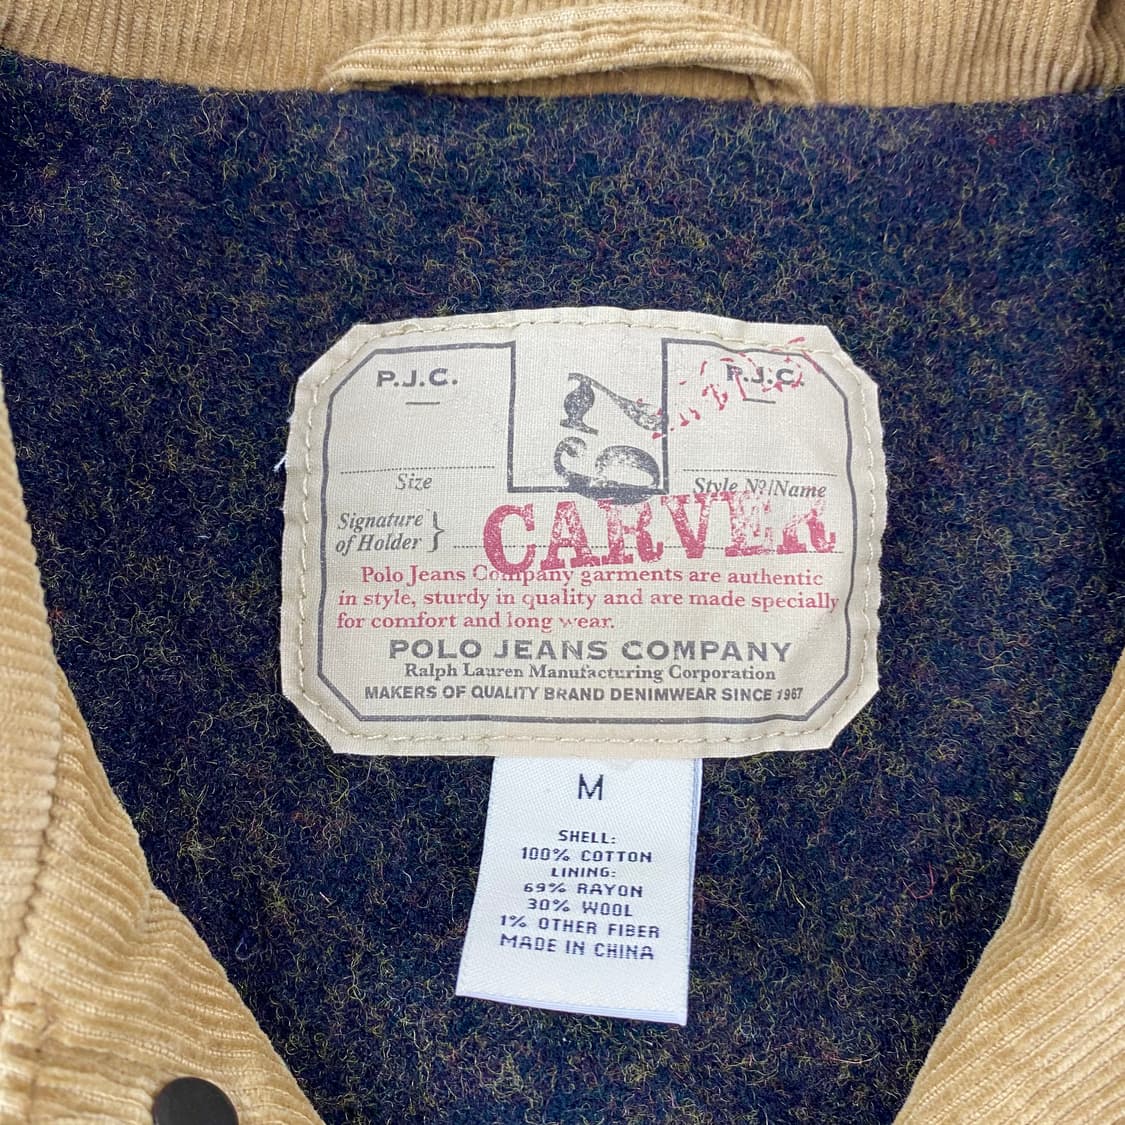 P.J.C.
P.J.C.
67
Size
Style Nº/Name
Signature
of Holder }
CARVER
Polo Jeans Company garments are authentic
in style, sturdy in quality and are made specially
for comfort and long wear.
POLO JEANS COMPANY
Ralph Lauren Manufacturing Corporation
MAKERS OF QUALITY BRAND DENIMWEAR SINCE 1967
M
SHELL:
100% COTTON
LINING:
69% RAYON
30% WOOL
1% OTHER FIBER
MADE IN CHINA